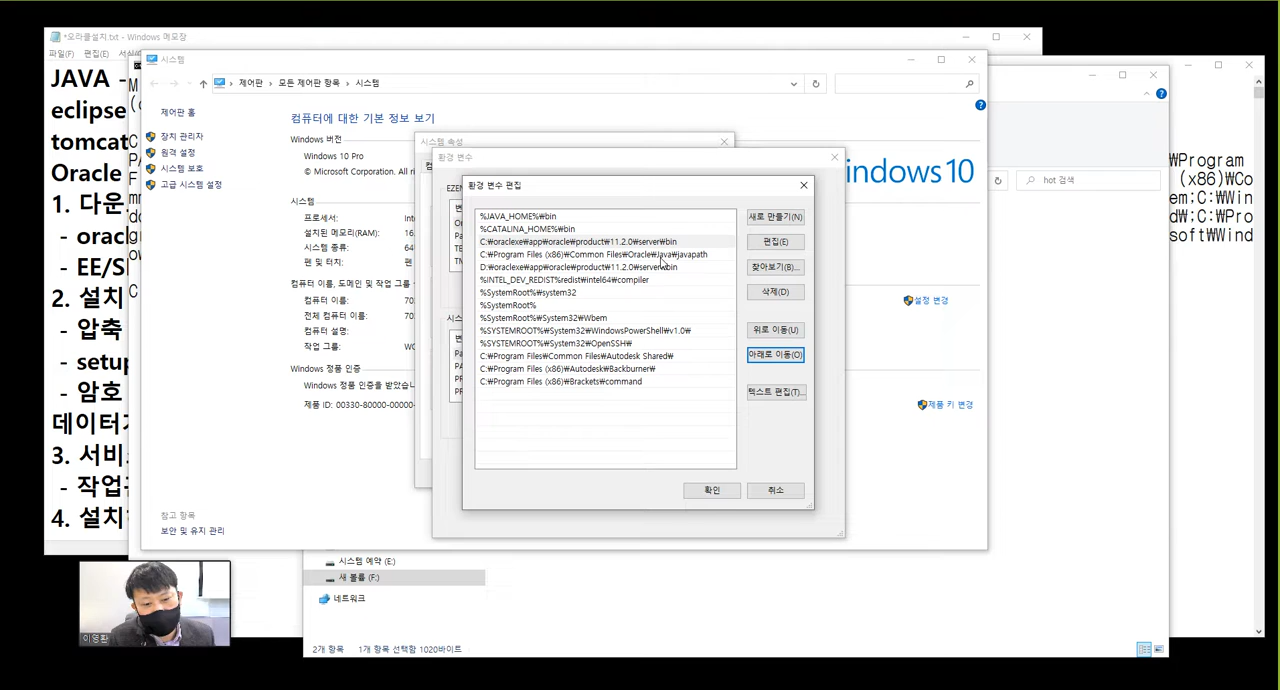 *오라클설치.txt - Windows 메모장
파일(F) 편집(E) 서식
JAVA -
eclipse
tomcat
Oracle
1. 다운
- oracl
- EE/S
2. 설치
- 압축
- setup
- 암호
데이터
3. 서비
- 작업관
4. 설치
시스템
제어판 > 모든 제어판 항목 > 시스템
제어판 홈
장치 관리자
원격 설정
시스템 보호
고급 시스템 설정
참고 항목
보안 및 유지 관리
컴퓨터에 대한 기본 정보 보기
Windows 버전
Windows 10 Pro
© Microsoft Corporation. All ri
시스템
프로세서: Inte
설치된 메모리(RAM): 16.
시스템 종류: 64
펜 및 터치:
컴퓨터 이름, 도메인 및 작업 그룹
컴퓨터 이름: 70
전체 컴퓨터 이름: 70
컴퓨터 설명:
작업 그룹: WO
Windows 정품 인증
Windows 정품 인증을 받았습니
제품 ID: 00330-80000-00000-
indows 10
설정 변경
제품 키 변경
시스템 속성
환경 변수
환경 변수 편집
%JAVA_HOME%₩bin
%CATALINA_HOME%₩bin
C:₩oraclexe₩app₩oracle₩product₩11.2.0₩server₩bin
C:₩Program Files (x86)₩Common Files₩Oracle₩Java₩javapath
D:₩oraclexe₩app₩oracle₩product₩11.2.0₩server₩bin
%INTEL_DEV_REDIST%redist₩intel64₩compiler
%SystemRoot%₩system32
%SystemRoot%
%SystemRoot%₩System32₩Wbem
%SYSTEMROOT%₩System32₩WindowsPowerShell₩v1.0₩
%SYSTEMROOT%₩System32₩OpenSSH₩
C:₩Program Files₩Common Files₩Autodesk Shared₩
C:₩Program Files (x86)₩Autodesk₩Backburner₩
C:₩Program Files (x86)₩Brackets₩command
새로 만들기(N)
편집(E)
찾아보기(B)...
삭제(D)
위로 이동(U)
아래로 이동(O)
텍스트 편집(T)...
확인
취소
hot 검색
₩Program
(x86)₩Co
em;C:₩Win
d₩;C:₩Pro
soft₩Wind
시스템 예약 (E:)
새 볼륨 (F:)
네트워크
2개 항목 1개 항목 선택함 1020바이트
이영환